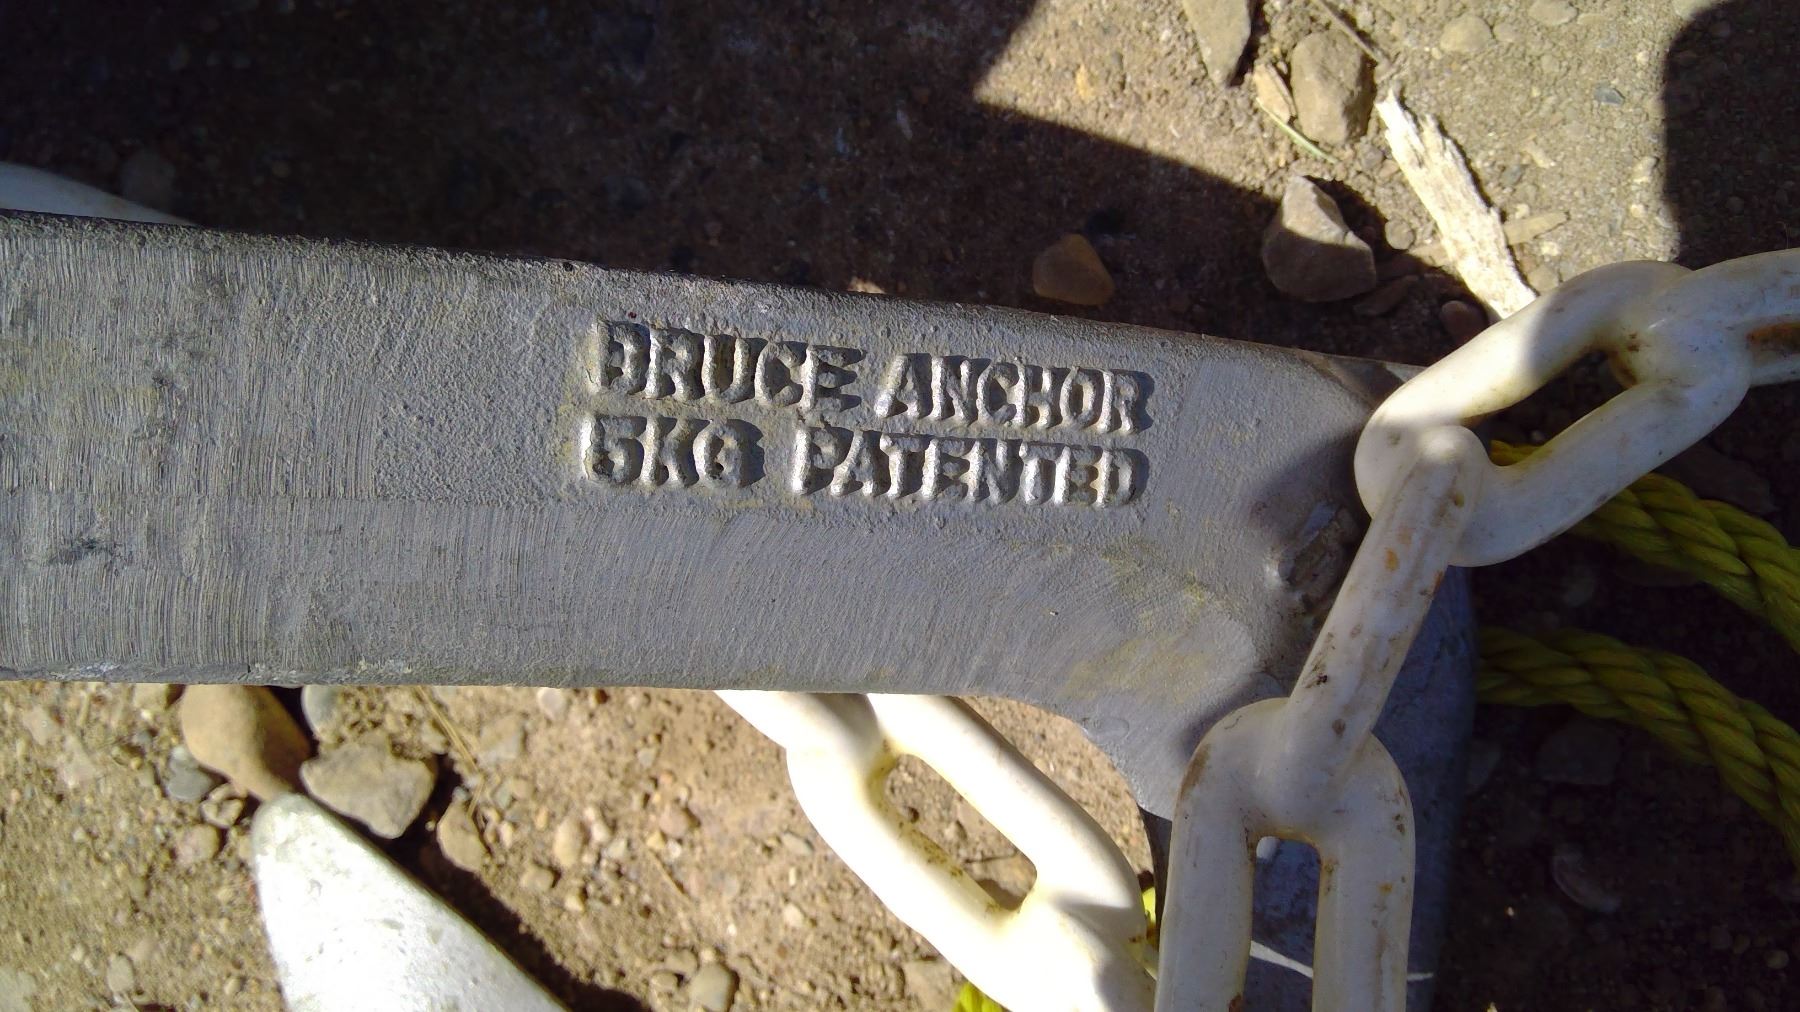 BRUCE ANCHOR
5KG PATENTED